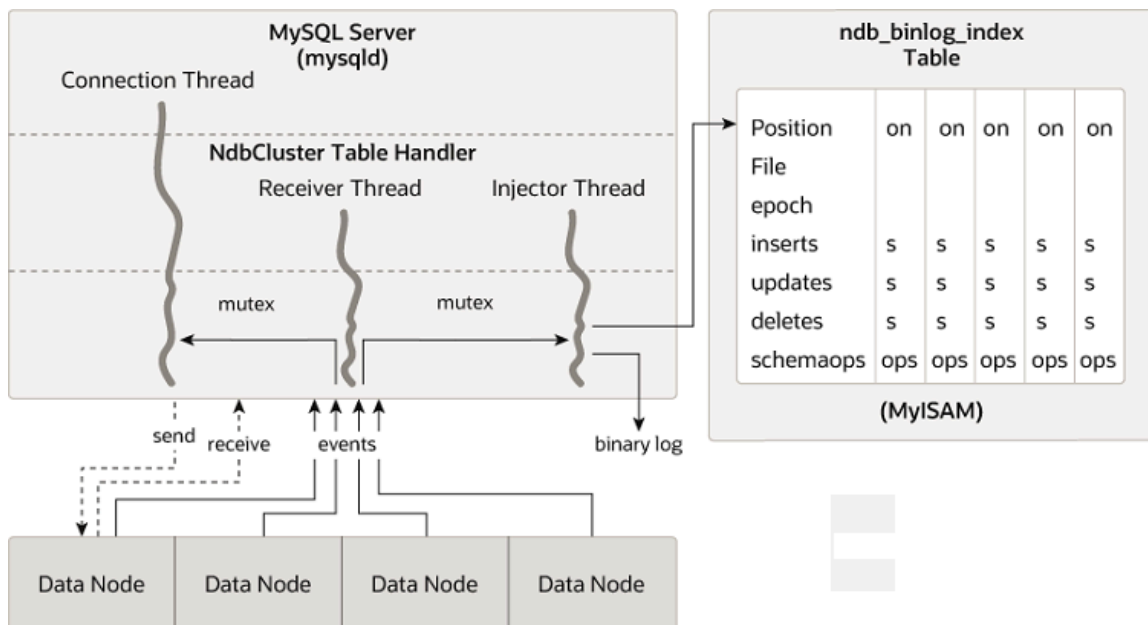 MySQL Server
(mysqld)
Connection Thread
NdbCluster Table Handler
Receiver Thread
Injector Thread
mutex
mutex
send
receive
events
binary log
Data Node
Data Node
Data Node
Data Node
ndb_binlog_index
Table
Position on on on on on
File
epoch
inserts s s s s s
updates s s s s s
deletes s s s s s
schemaops ops ops ops ops ops
(MyISAM)